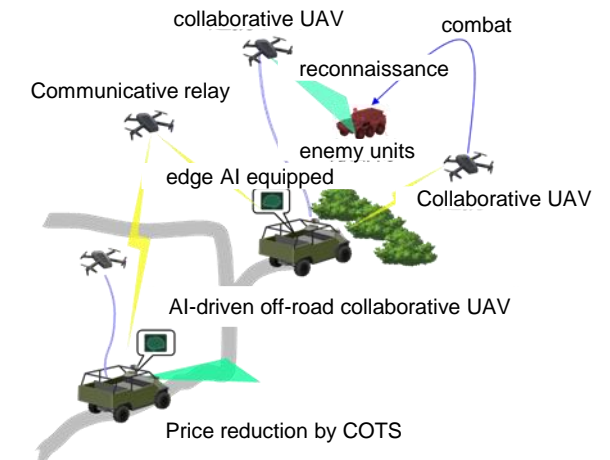 collaborative UAV
combat
reconnaissance
Communicative relay
enemy units
edge AI equipped
Collaborative UAV
AI-driven off-road collaborative UAV
Price reduction by COTS